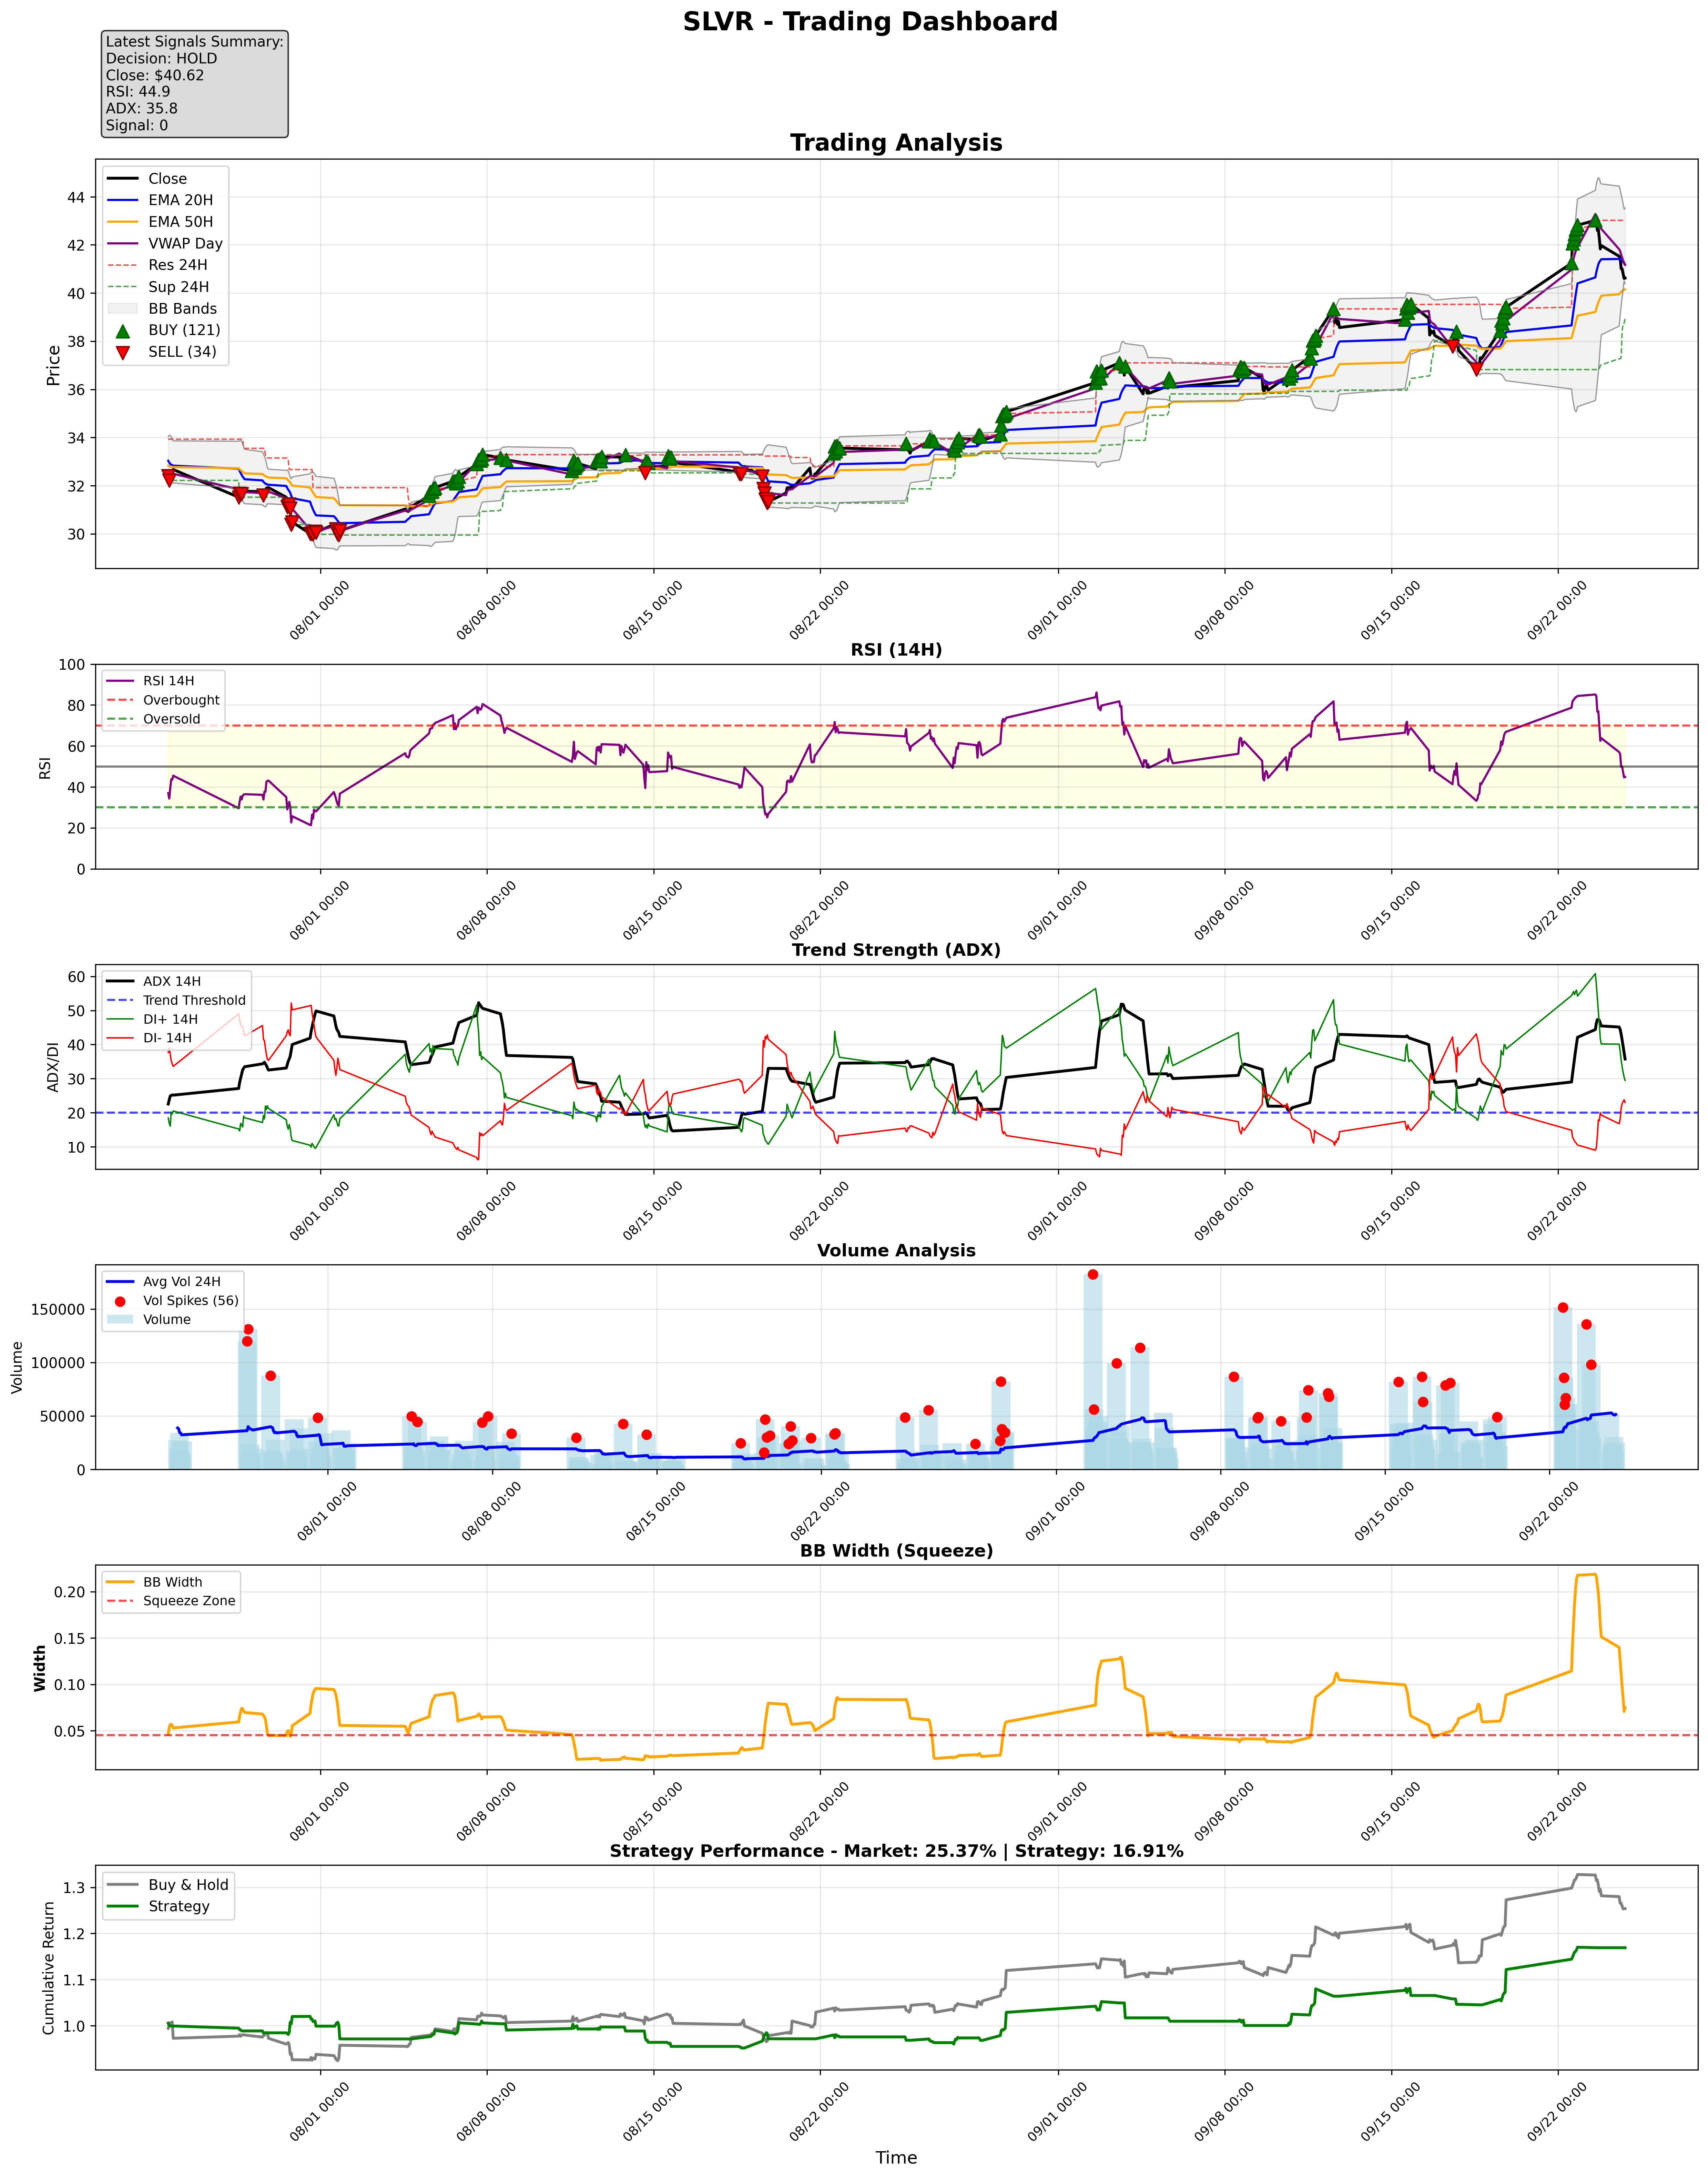 SLVR - Trading Dashboard
Latest Signals Summary:
Decision: HOLD
Close: $40.62
RSI: 44.9
ADX: 35.8
Signal: 0
Trading Analysis
Close
EMA 20H
EMA 50H
VWAP Day
Res 24H
Sup 24H
BB Bands
BUY (121)
SELL (34)
Price
44
42
40
38
36
34
32
30
08/01 00:00
08/08 00:00
08/15 00:00
08/22 00:00
09/01 00:00
09/08 00:00
09/15 00:00
09/22 00:00
RSI (14H)
RSI 14H
Overbought
Oversold
RSI
100
80
60
40
20
0
08/01 00:00
08/08 00:00
08/15 00:00
08/22 00:00
09/01 00:00
09/08 00:00
09/15 00:00
09/22 00:00
Trend Strength (ADX)
ADX 14H
Trend Threshold
DI+ 14H
DI- 14H
ADX/DI
60
50
40
30
20
10
08/01 00:00
08/08 00:00
08/15 00:00
08/22 00:00
09/01 00:00
09/08 00:00
09/15 00:00
09/22 00:00
Volume Analysis
Avg Vol 24H
Vol Spikes (56)
Volume
Volume
150000
100000
50000
0
08/01 00:00
08/08 00:00
08/15 00:00
08/22 00:00
09/01 00:00
09/08 00:00
09/15 00:00
09/22 00:00
BB Width (Squeeze)
BB Width
Squeeze Zone
Width
0.20
0.15
0.10
0.05
08/01 00:00
08/08 00:00
08/15 00:00
08/22 00:00
09/01 00:00
09/08 00:00
09/15 00:00
09/22 00:00
Strategy Performance - Market: 25.37% | Strategy: 16.91%
Buy & Hold
Strategy
Cumulative Return
1.3
1.2
1.1
1.0
08/01 00:00
08/08 00:00
08/15 00:00
08/22 00:00
09/01 00:00
09/08 00:00
09/15 00:00
09/22 00:00
Time